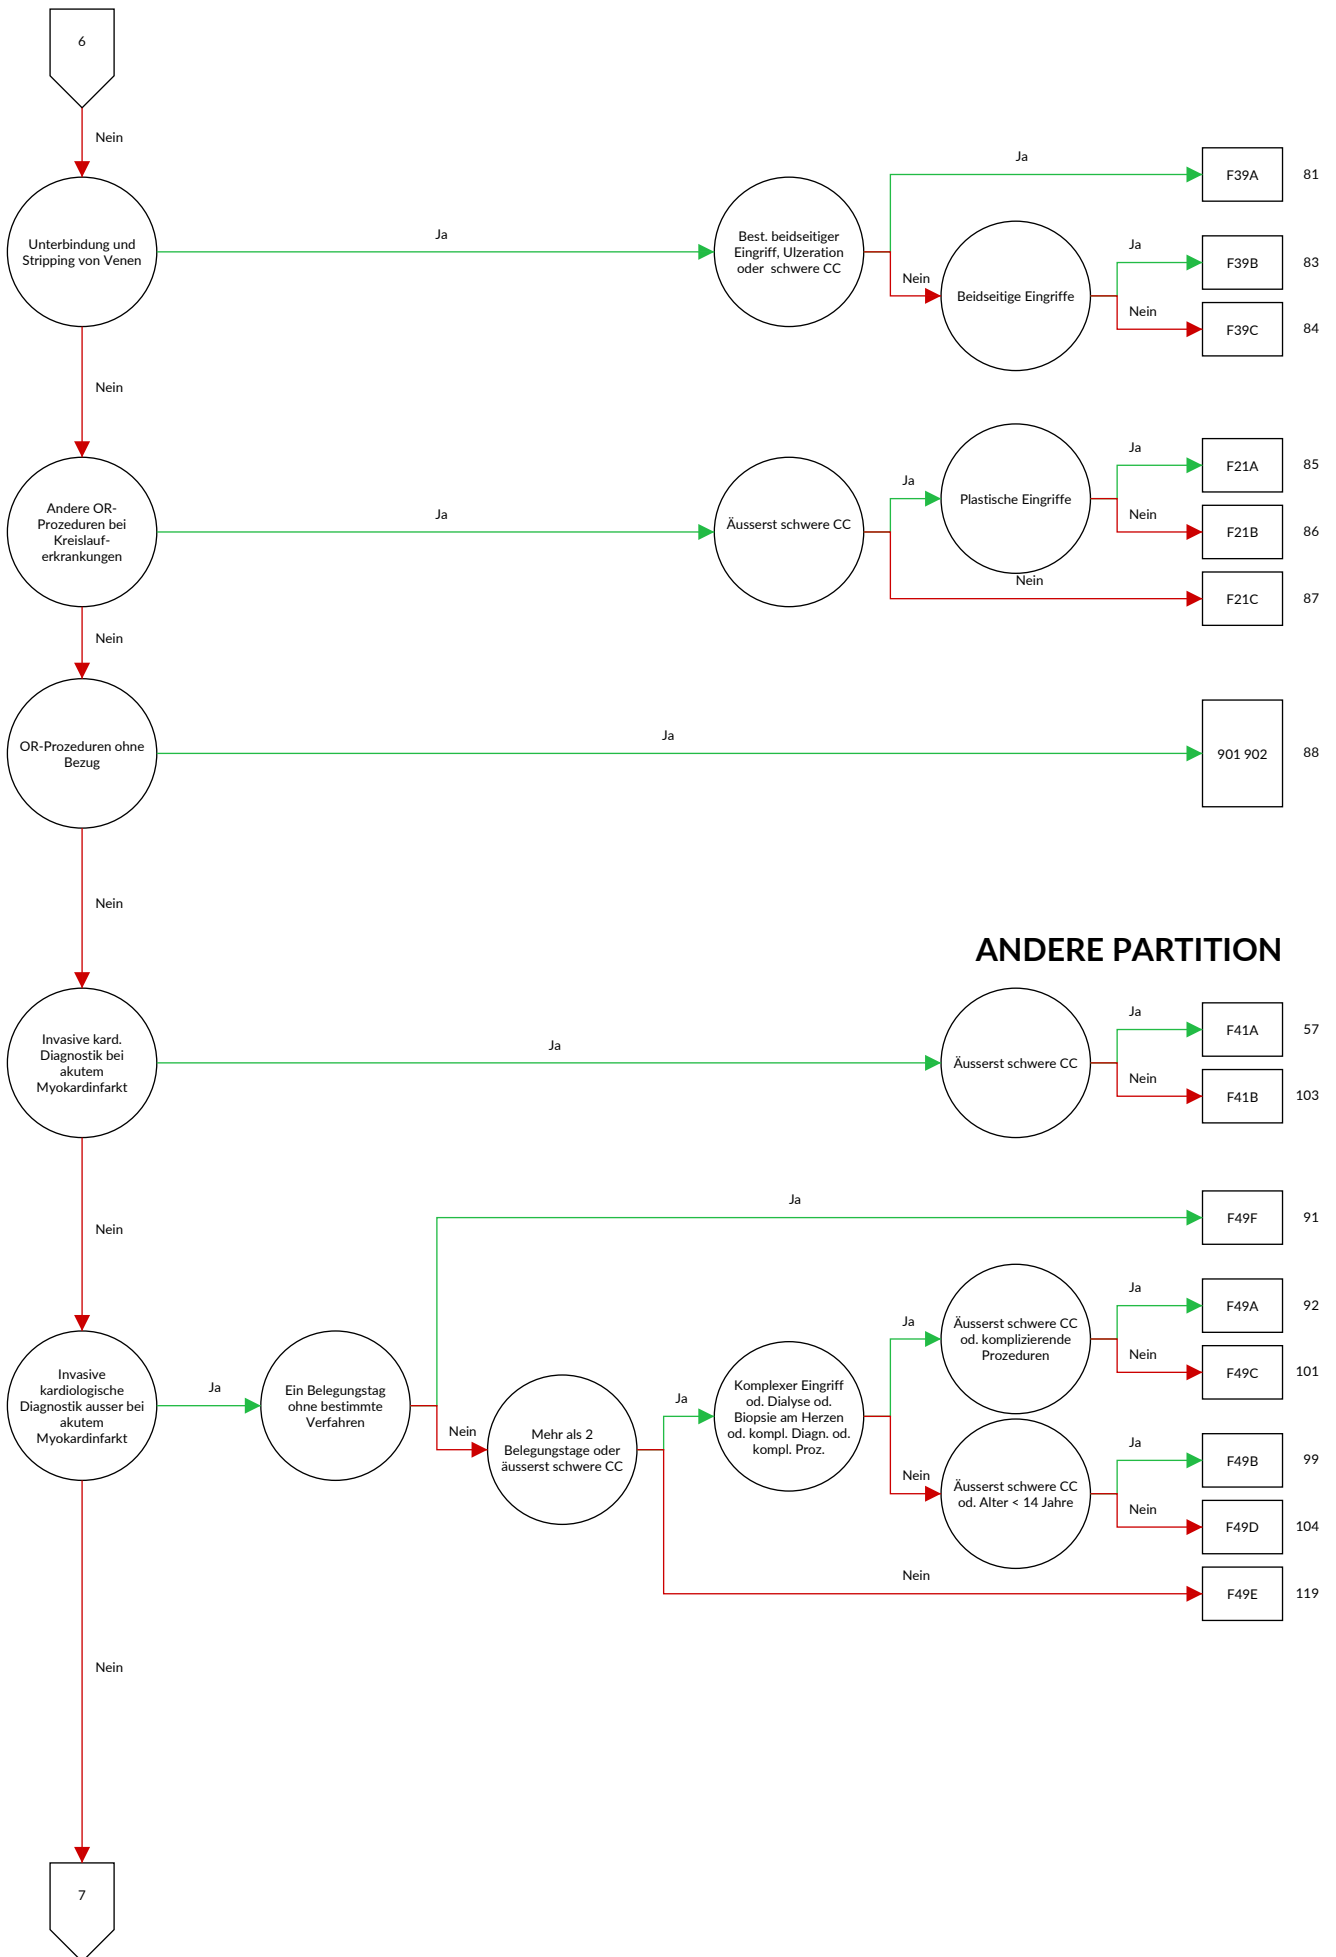 6
Nein
Ja
F39A 81
Unterbindung und
Stripping von Venen
Ja
Best. beidseitiger
Eingriff, Ulzeration
oder schwere CC
Nein
Beidseitige Eingriffe
Ja
F39B 83
Nein
F39C 84
Nein
Andere OR-
Prozeduren bei
Kreislauf-
erkrankungen
Ja
Äusserst schwere CC
Ja
Plastische Eingriffe
Ja
F21A 85
Nein
F21B 86
Nein
F21C 87
Nein
OR-Prozeduren ohne
Bezug
Ja
901 902 88
Nein
ANDERE PARTITION
Invasive kard.
Diagnostik bei
akutem
Myokardinfarkt
Ja
Äusserst schwere CC
Ja
F41A 57
Nein
F41B 103
Nein
Ja
F49F 91
Invasive
kardiologische
Diagnostik ausser bei
akutem
Myokardinfarkt
Ja
Ein Belegungstag
ohne bestimmte
Verfahren
Nein
Mehr als 2
Belegungstage oder
äusserst schwere CC
Ja
Komplexer Eingriff
od. Dialyse od.
Biopsie am Herzen
od. kompl. Diagn. od.
kompl. Proz.
Ja
Äusserst schwere CC
od. komplizierende
Prozeduren
Ja
F49A 92
Nein
F49C 101
Nein
Äusserst schwere CC
od. Alter < 14 Jahre
Ja
F49B 99
Nein
F49D 104
Nein
F49E 119
Nein
7